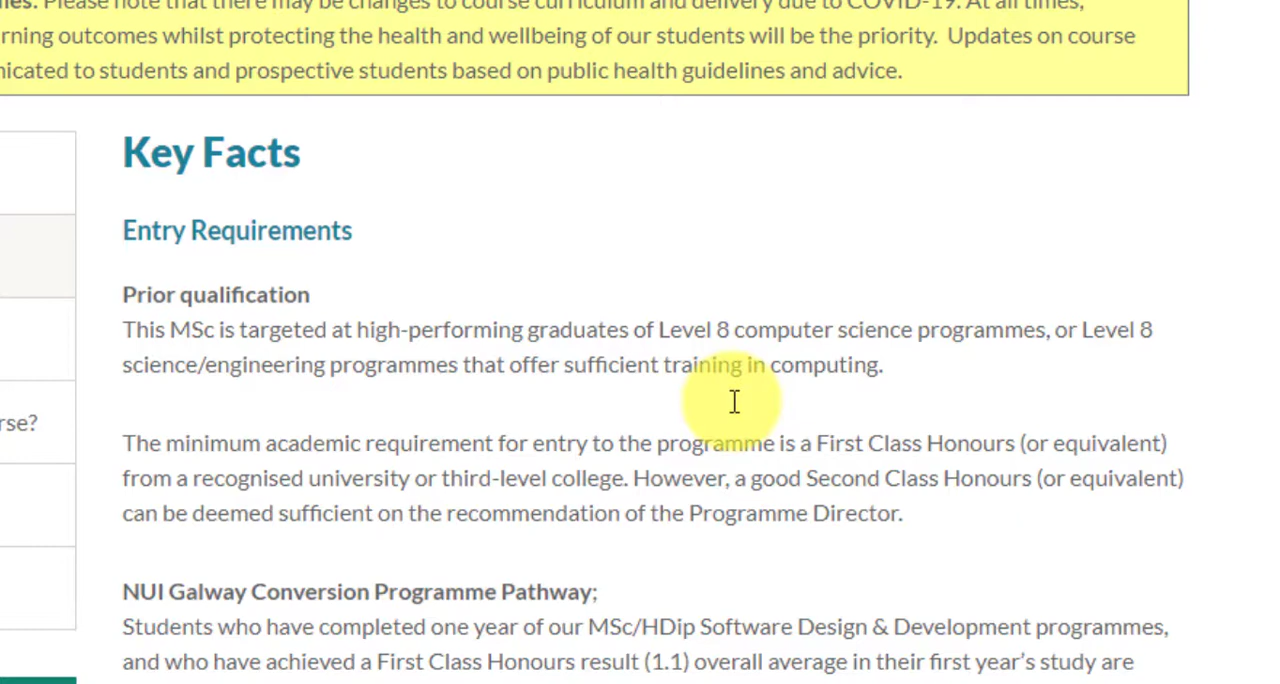 Please note that there may be changes to course curriculum and delivery due to COVID-19. At all times,
rning outcomes whilst protecting the health and wellbeing of our students will be the priority. Updates on course
nicated to students and prospective students based on public health guidelines and advice.
Key Facts
Entry Requirements
Prior qualification
This MSc is targeted at high-performing graduates of Level 8 computer science programmes, or Level 8
science/engineering programmes that offer sufficient training in computing.
rse?
The minimum academic requirement for entry to the programme is a First Class Honours (or equivalent)
from a recognised university or third-level college. However, a good Second Class Honours (or equivalent)
can be deemed sufficient on the recommendation of the Programme Director.
NUI Galway Conversion Programme Pathway;
Students who have completed one year of our MSc/HDip Software Design & Development programmes,
and who have achieved a First Class Honours result (1.1) overall average in their first year's study are